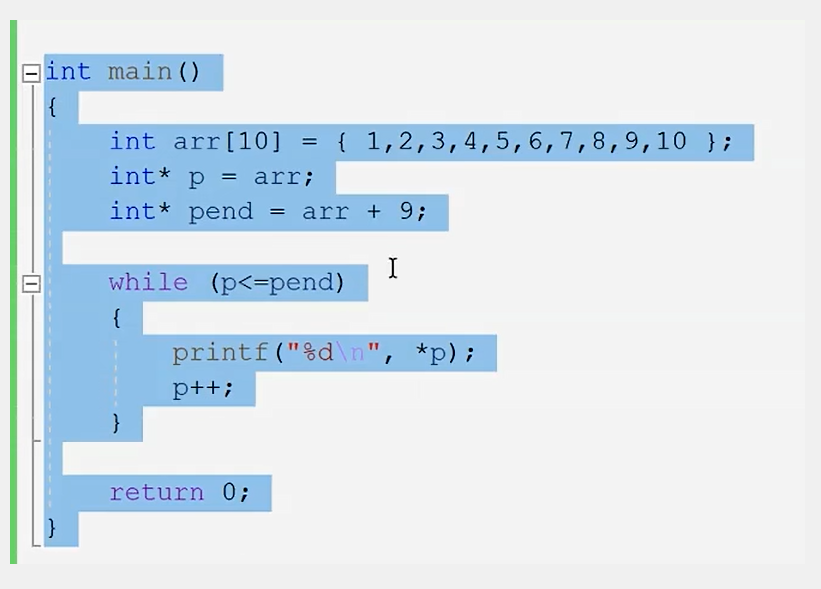 int main()
{
    int arr[10] = { 1,2,3,4,5,6,7,8,9,10 };
    int* p = arr;
    int* pend = arr + 9;
    while (p<=pend)
    {
        printf("%d\n", *p);
        p++;
    }
    return 0;
}